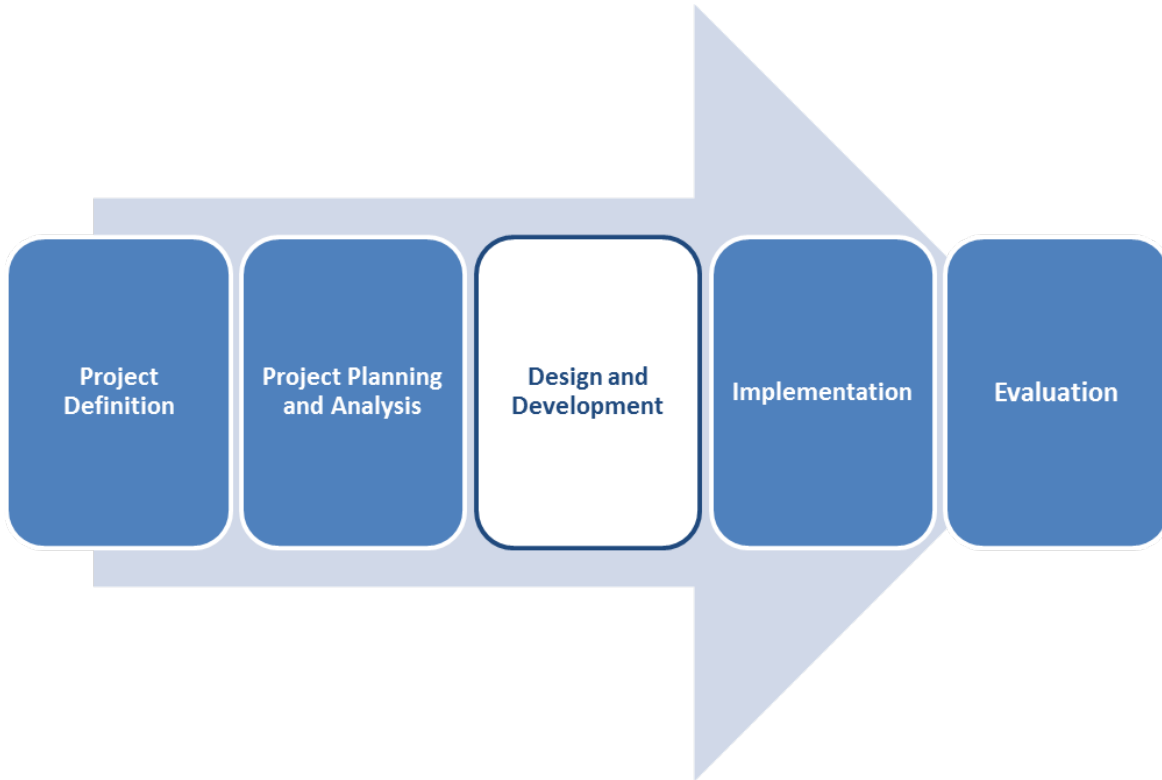 Project
Definition
Project Planning
and Analysis
Design and
Development
Implementation
Evaluation